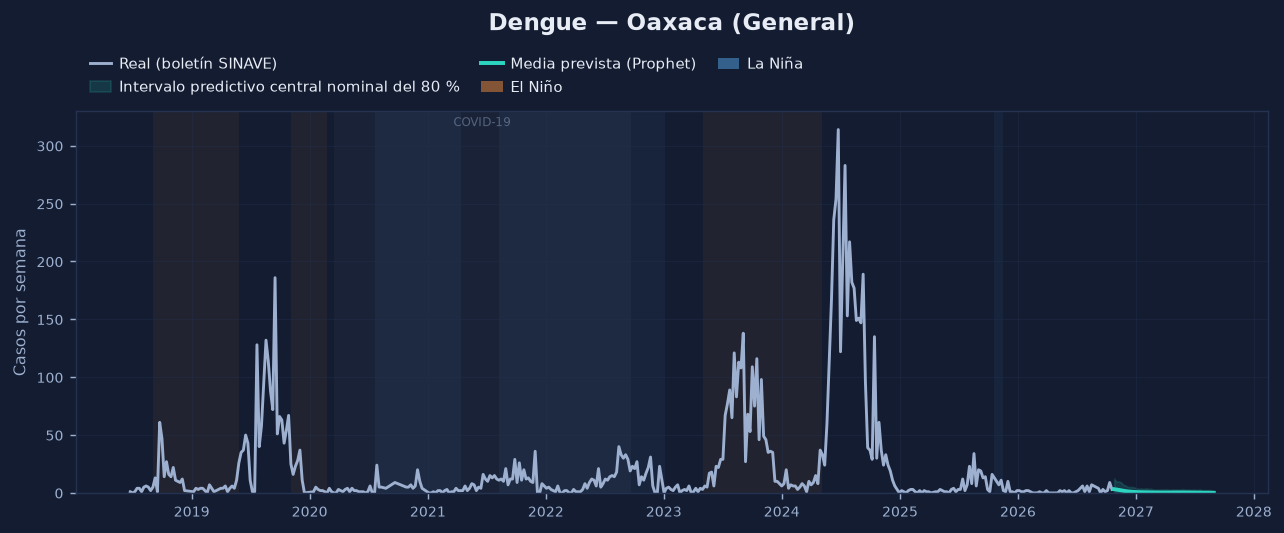 Dengue — Oaxaca (General)
Real (boletín SINAVE)
Media prevista (Prophet)
La Niña
Intervalo predictivo central nominal del 80 %
El Niño
COVID-19
Casos por semana
300
250
200
150
100
50
0
2019 2020 2021 2022 2023 2024 2025 2026 2027 2028